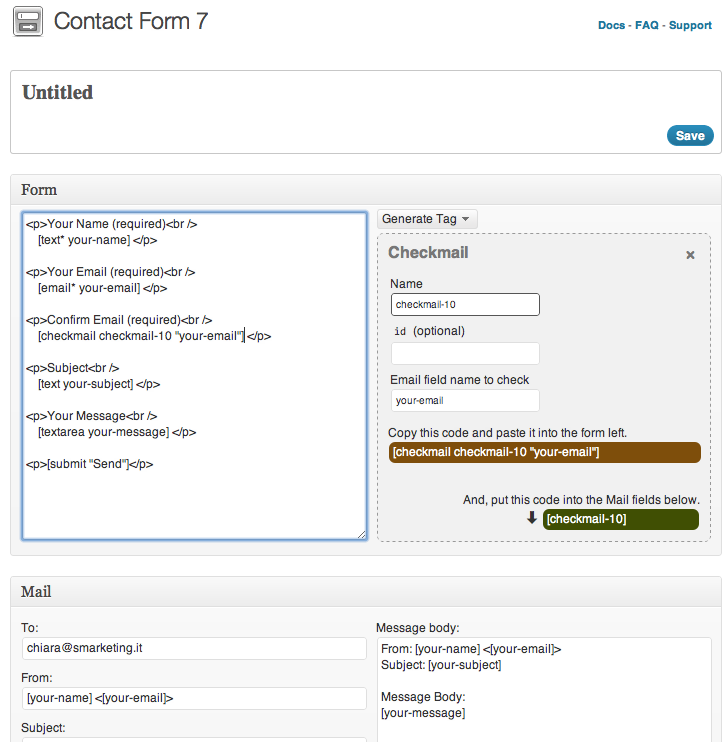 Contact Form 7
Docs - FAQ - Support
Untitled
Save
Form
<p>Your Name (required)<br />
[text* your-name] </p>
<p>Your Email (required)<br />
[email* your-email] </p>
<p>Confirm Email (required)<br />
[checkmail checkmail-10 "your-email"] </p>
<p>Subject<br />
[text your-subject] </p>
<p>Your Message<br />
[textarea your-message] </p>
<p>[submit "Send"]</p>
Generate Tag
Checkmail
×
Name
checkmail-10
id (optional)
Email field name to check
your-email
Copy this code and paste it into the form left.
[checkmail checkmail-10 "your-email"]
And, put this code into the Mail fields below.
[checkmail-10]
Mail
To:
chiara@smarketing.it
From:
[your-name] <[your-email]>
Subject:
Message body:
From: [your-name] <[your-email]>
Subject: [your-subject]
Message Body:
[your-message]